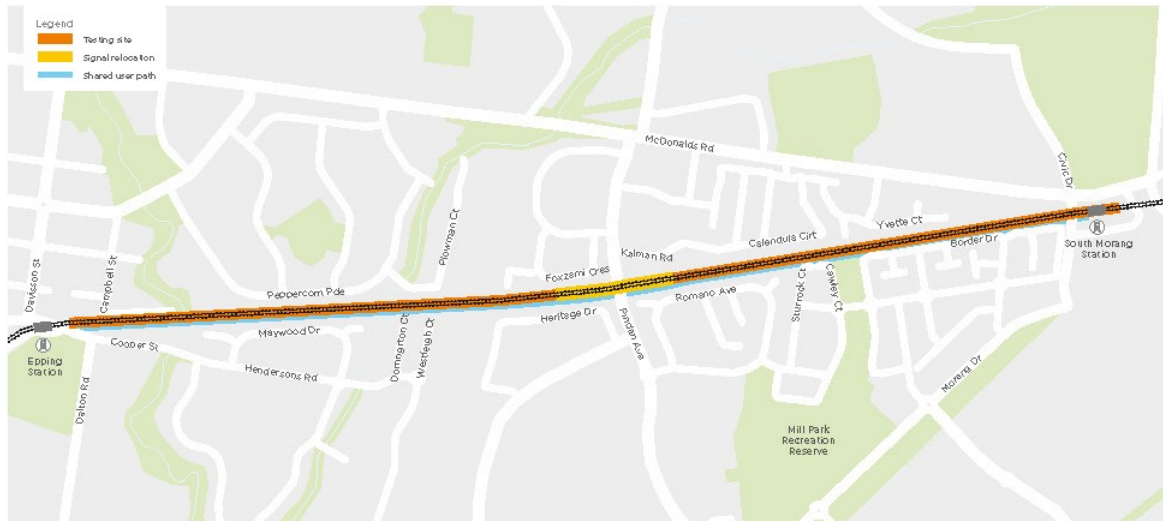 Legend
Testing site
Signal relocation
Shared user path
McDonalds Rd
Civic Dr
Davisson St
Campbell St
Plowman Ct
Yvette Ct
Calendula Cirt
Kalman Rd
Border Dr
South Morang
Station
Foxzami Cres
Peppercorn Pde
Romano Ave
Sturrock Ct
Cawley Ct
Heritage Dr
Pindan Ave
Maywood Dr
Cooper St
Hendersons Rd
Westleigh Ct
Epping
Station
Dalton Rd
Morang Dr
Mill Park
Recreation
Reserve